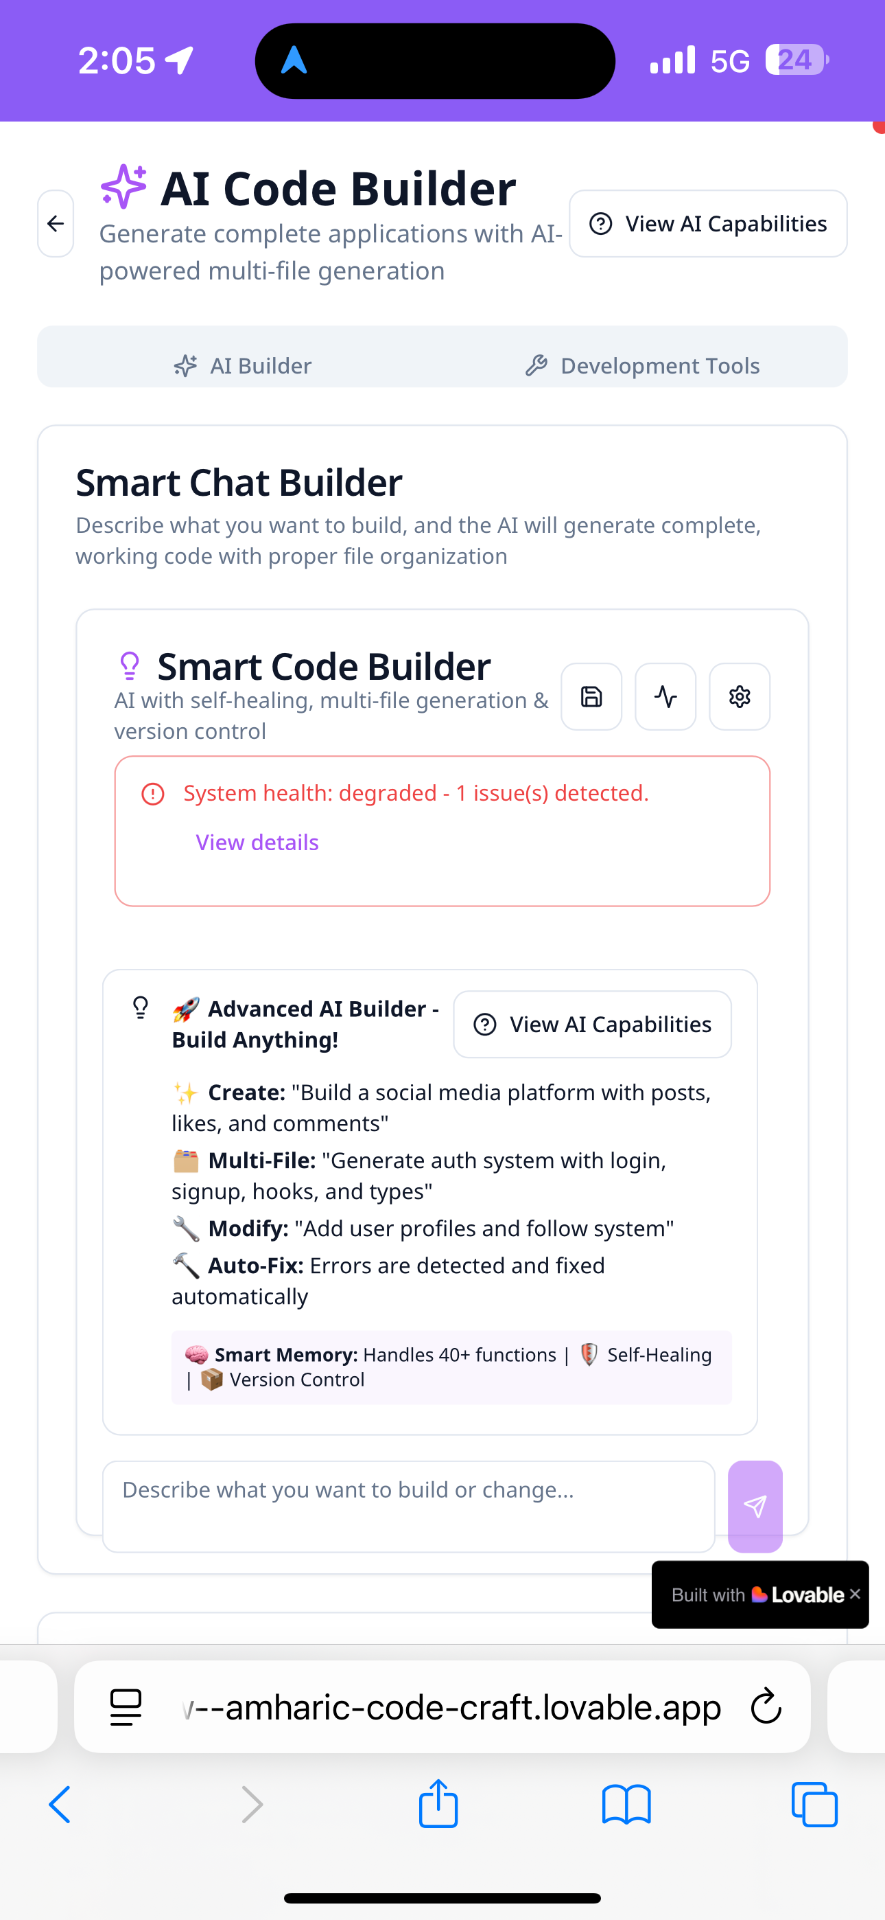 2:05
5G
24
AI Code Builder
Generate complete applications with AI-
powered multi-file generation
View AI Capabilities
AI Builder
Development Tools
Smart Chat Builder
Describe what you want to build, and the AI will generate complete,
working code with proper file organization
Smart Code Builder
AI with self-healing, multi-file generation &
version control
System health: degraded - 1 issue(s) detected.
View details
🚀 Advanced AI Builder -
Build Anything!
View AI Capabilities
✨ Create: "Build a social media platform with posts,
likes, and comments"
🗂️ Multi-File: "Generate auth system with login,
signup, hooks, and types"
🔧 Modify: "Add user profiles and follow system"
🔨 Auto-Fix: Errors are detected and fixed
automatically
🧠 Smart Memory: Handles 40+ functions | 🛡️ Self-Healing
| 📦 Version Control
Describe what you want to build or change...
Built with Lovable ×
--amharic-code-craft.lovable.app